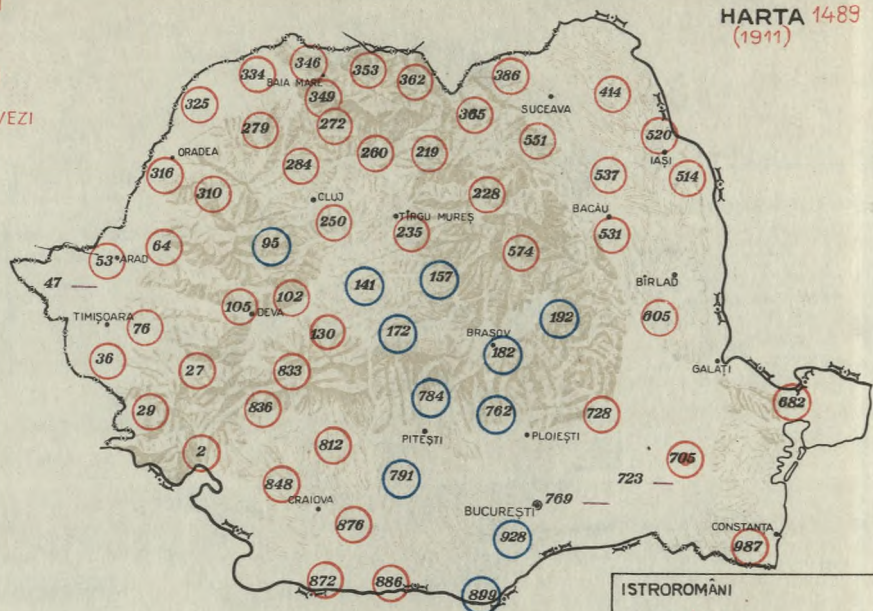 HARTA 1489
(1911)
VEZI
346
334
BAIA MARE
353
362
386
349
325
365
SUCEAVA
414
279
272
551
520
ORADEA
260
219
IAȘI
316
284
537
514
310
228
CLUJ
250
TÎRGU MUREȘ
BACĂU
235
531
64
95
574
53
ARAD
47
141
157
BÎRLAD
102
105
DEVA
192
605
TIMIȘOARA
76
130
172
BRAȘOV
182
36
27
833
GALAȚI
29
836
784
762
728
682
PITEȘTI
PLOIEȘTI
2
812
705
848
791
723
CRAIOVA
BUCUREȘTI
769
876
928
CONSTANȚA
987
872
886
899
ISTROROMÂNI